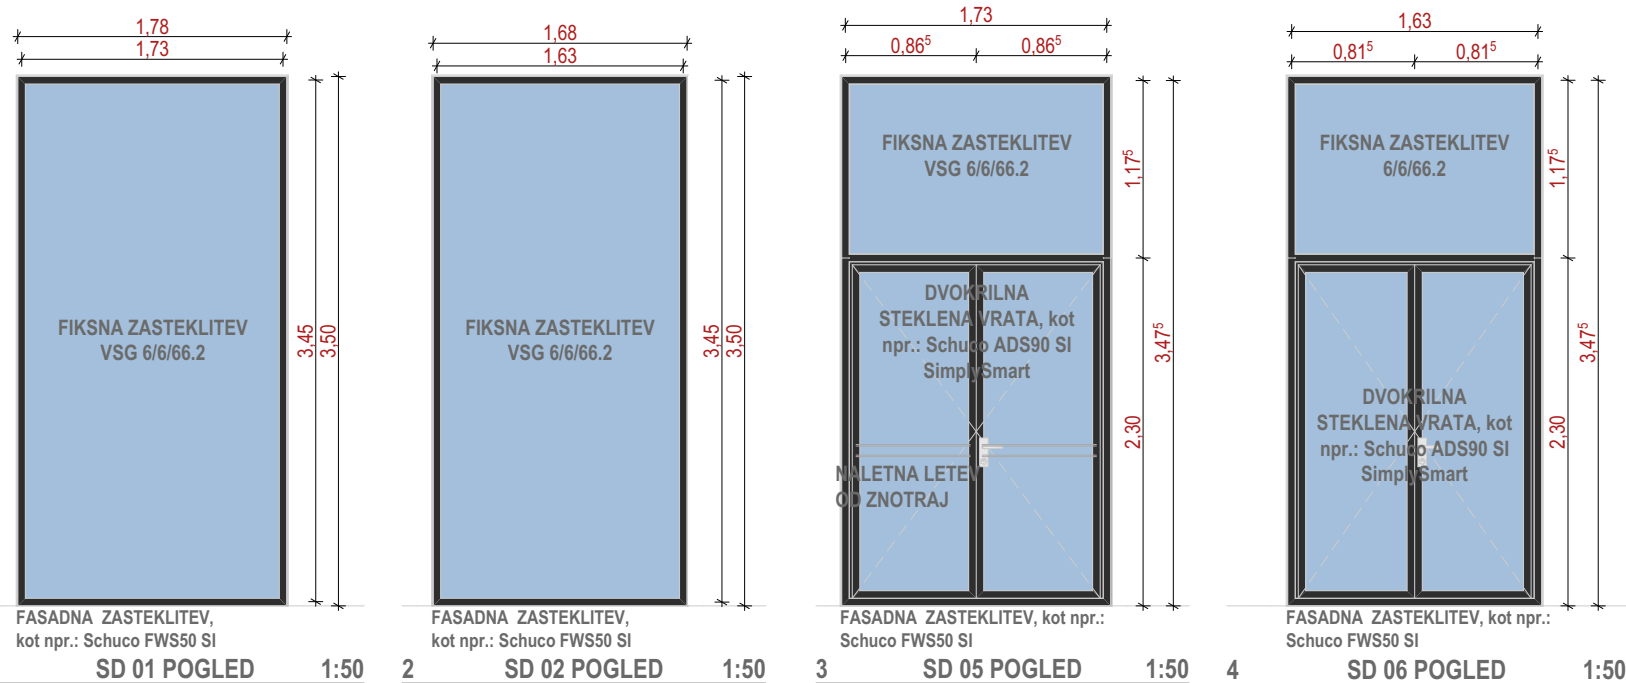 1,78
1,73
FIKSNA ZASTEKLITEV
VSG 6/6/66.2
3,45
3,50
FASADNA ZASTEKLITEV,
kot npr.: Schuco FWS50 SI
SD 01 POGLED 1:50
1,68
1,63
FIKSNA ZASTEKLITEV
VSG 6/6/66.2
3,45
3,50
FASADNA ZASTEKLITEV,
kot npr.: Schuco FWS50 SI
2 SD 02 POGLED 1:50
1,73
0,86⁵ 0,86⁵
FIKSNA ZASTEKLITEV
VSG 6/6/66.2
1,17⁵
DVOKRILNA
STEKLENA VRATA, kot
npr.: Schuco ADS90 SI
SimplySmart
3,47⁵
2,30
NALETNA LETEV
OD ZNOTRAJ
FASADNA ZASTEKLITEV, kot npr.:
Schuco FWS50 SI
3 SD 05 POGLED 1:50
1,63
0,81⁵ 0,81⁵
FIKSNA ZASTEKLITEV
6/6/66.2
1,17⁵
3,47⁵
DVOKRILNA
STEKLENA VRATA, kot
npr.: Schuco ADS90 SI
SimplySmart
2,30
FASADNA ZASTEKLITEV, kot npr.:
Schuco FWS50 SI
4 SD 06 POGLED 1:50